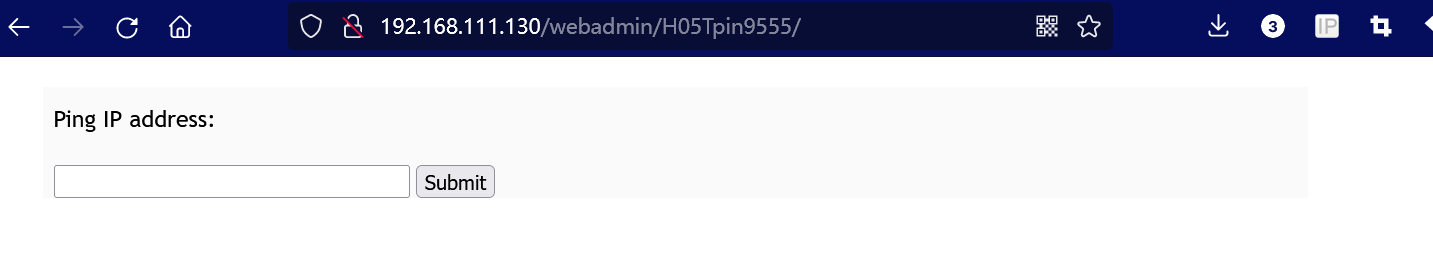 192.168.111.130/webadmin/H05Tpin9555/
3
IP
Ping IP address:
Submit